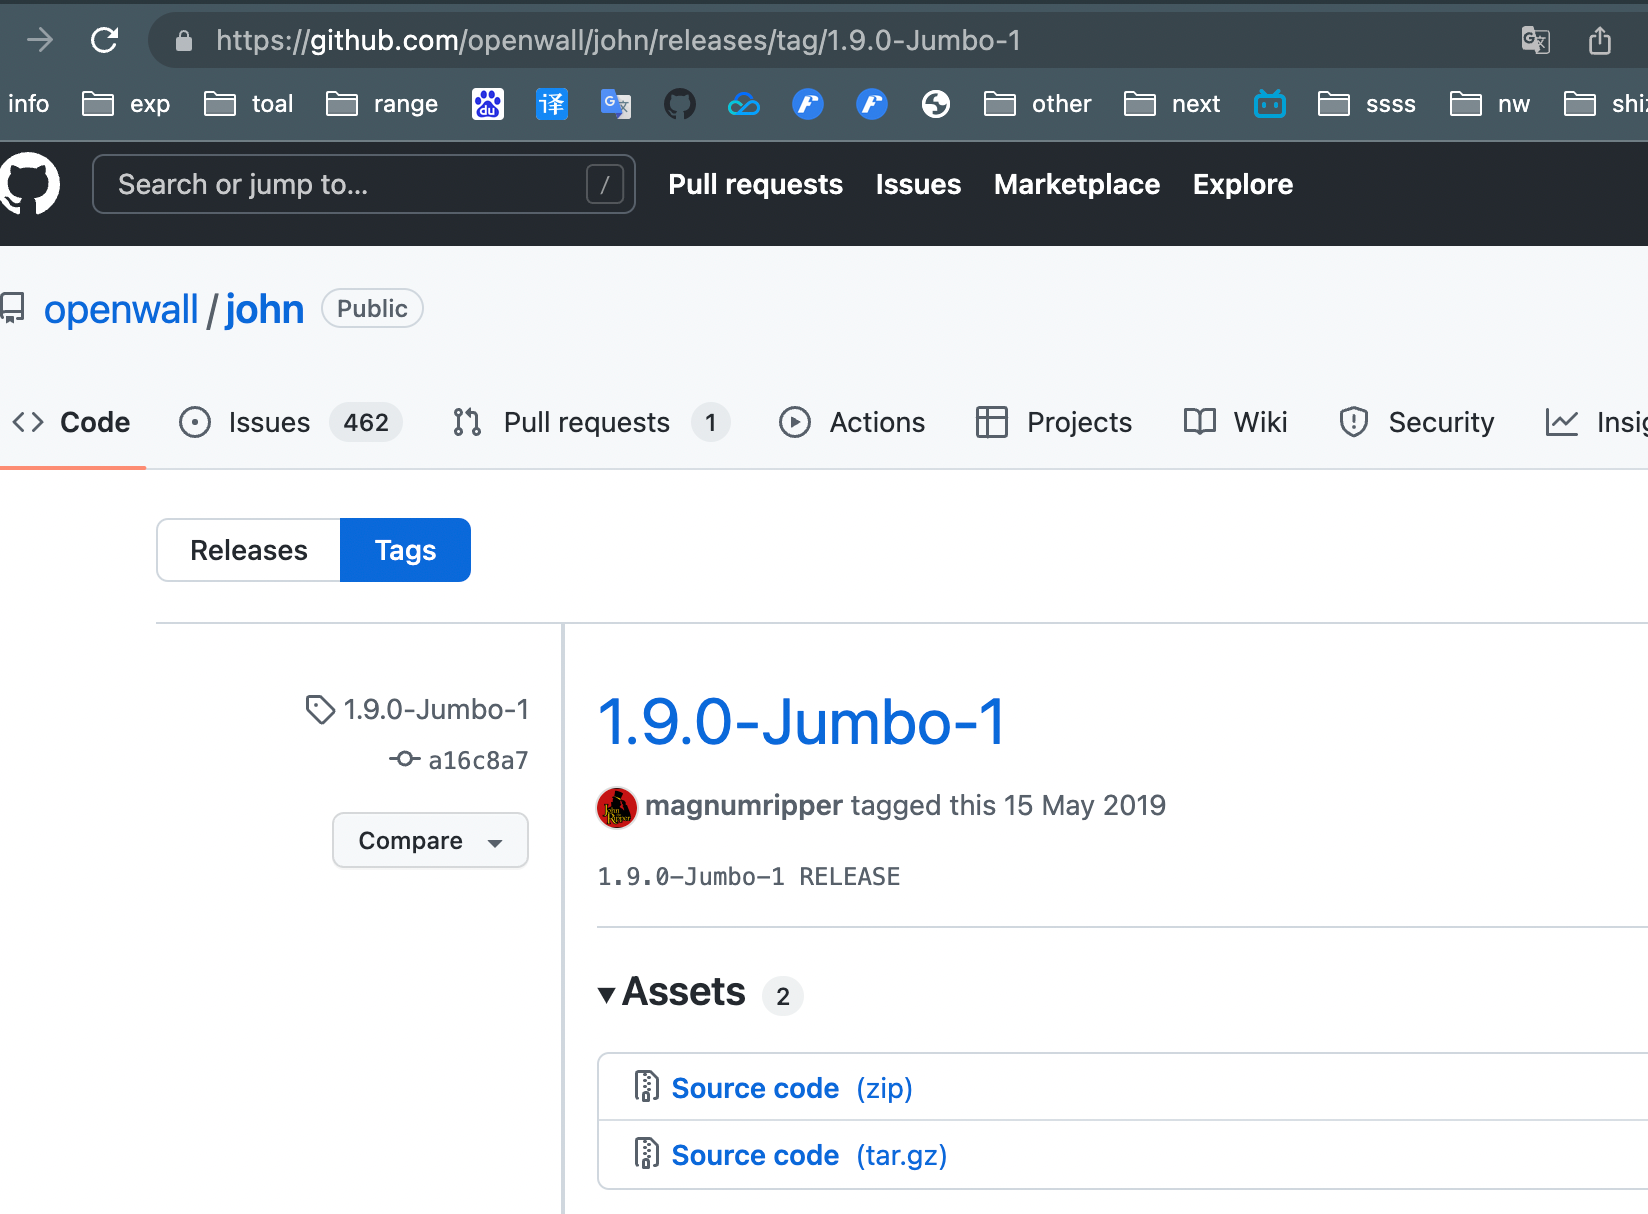 https://github.com/openwall/john/releases/tag/1.9.0-Jumbo-1
info exp toal range du 译 G 文 other next ssss nw shiz
Search or jump to... / Pull requests Issues Marketplace Explore
openwall / john Public
Code Issues 462 Pull requests 1 Actions Projects Wiki Security Insig
Releases Tags
1.9.0-Jumbo-1
a16c8a7
Compare
1.9.0-Jumbo-1
magnumripper tagged this 15 May 2019
1.9.0-Jumbo-1 RELEASE
Assets 2
Source code (zip)
Source code (tar.gz)